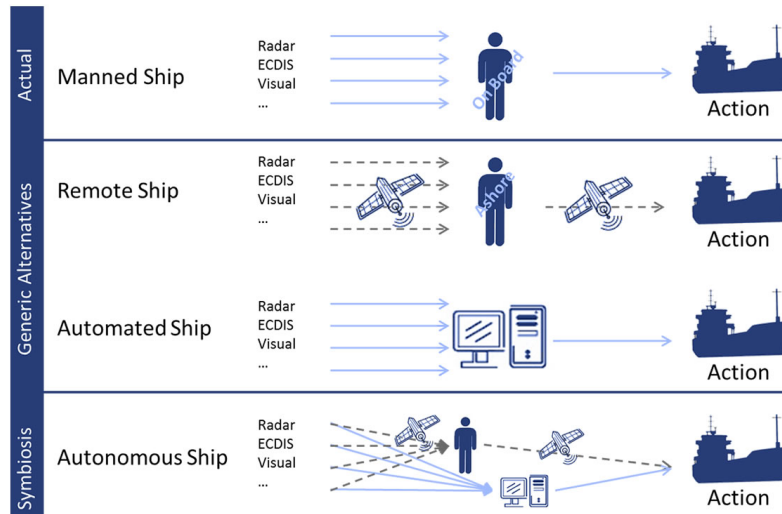 Actual
Manned Ship
Radar
ECDIS
Visual
...
On Board
Action
Generic Alternatives
Remote Ship
Radar
ECDIS
Visual
...
Ashore
Action
Automated Ship
Radar
ECDIS
Visual
...
Action
Symbiosis
Autonomous Ship
Radar
ECDIS
Visual
...
Action